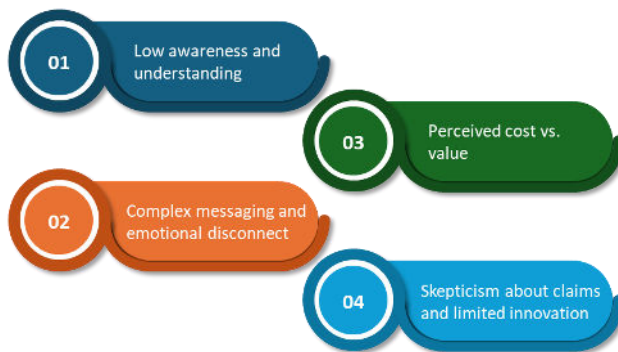 01
Low awareness and
understanding
02
Complex messaging and
emotional disconnect
03
Perceived cost vs.
value
04
Skepticism about claims
and limited innovation